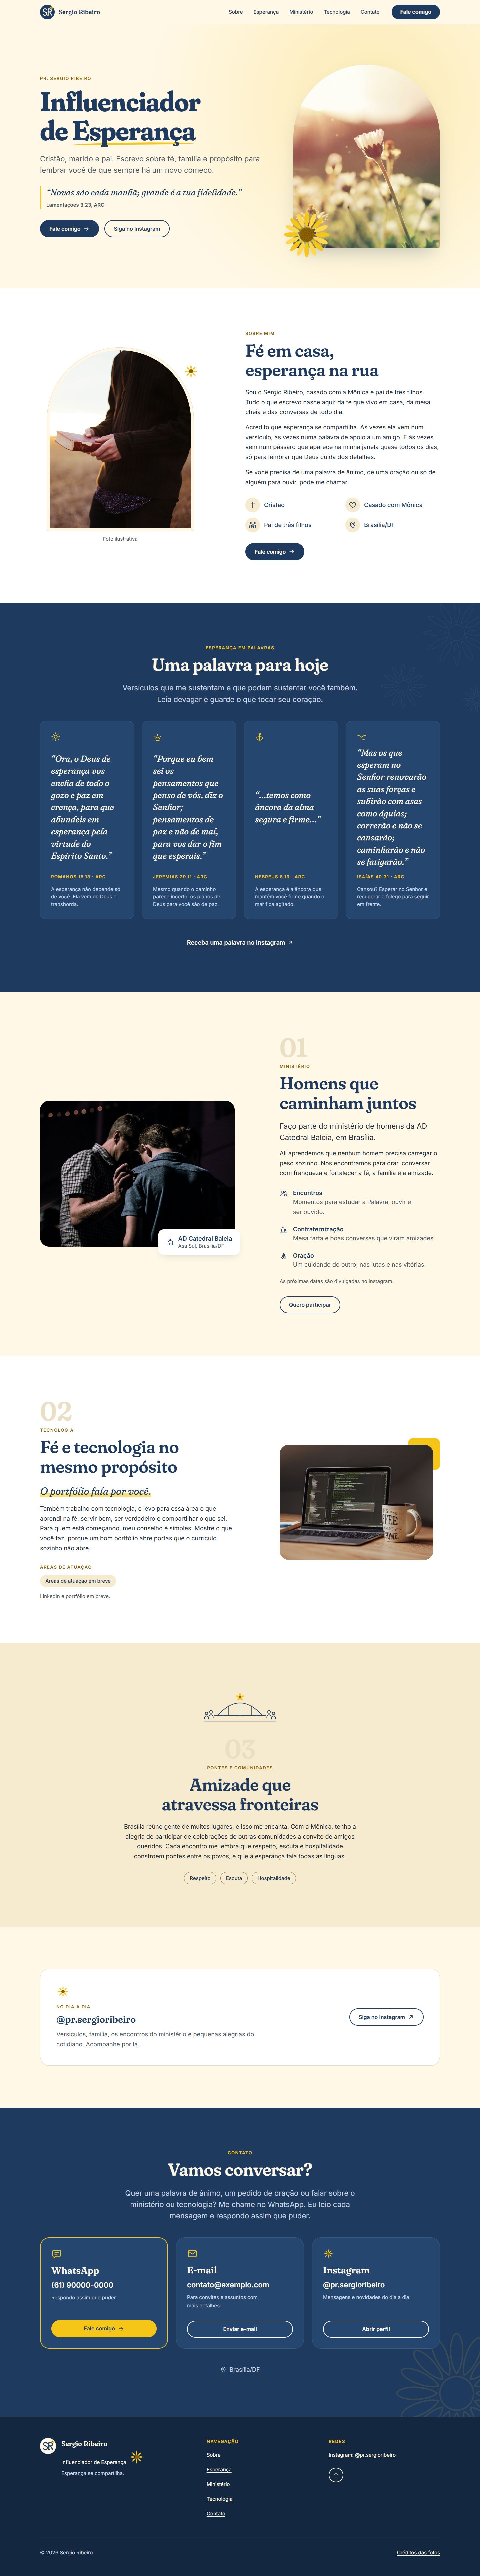 SR Sergio Ribeiro
Sobre Esperança Ministério Tecnologia Contato Fale comigo
PR. SERGIO RIBEIRO
Influenciador
de Esperança
Cristão, marido e pai. Escrevo sobre fé, família e propósito para
lembrar você de que sempre há um novo começo.
“Novas são cada manhã; grande é a tua fidelidade.”
Lamentações 3.23, ARC
Fale comigo →
Siga no Instagram
SOBRE MIM
Fé em casa,
esperança na rua
Sou o Sergio Ribeiro, casado com a Mônica e pai de três filhos.
Tudo o que escrevo nasce aqui: da fé que vivo em casa, da mesa
cheia e das conversas de todo dia.
Acredito que esperança se compartilha. Às vezes ela vem num
versículo, às vezes numa palavra de apoio a um amigo. E às vezes
vem num pássaro que aparece na minha janela quase todos os dias,
só para lembrar que Deus cuida dos detalhes.
Se você precisa de uma palavra de ânimo, de uma oração ou só de
alguém para ouvir, pode me chamar.
Cristão
Casado com Mônica
Pai de três filhos
Brasília/DF
Fale comigo →
Foto ilustrativa
ESPERANÇA EM PALAVRAS
Uma palavra para hoje
Versículos que me sustentam e que podem sustentar você também.
Leia devagar e guarde o que tocar seu coração.
“Ora, o Deus de
esperança vos
encha de todo o
gozo e paz em
crença, para que
abundeis em
esperança pela
virtude do
Espírito Santo.”
ROMANOS 15.13 · ARC
A esperança não depende só
de você. Ela vem de Deus e
transborda.
“Porque eu bem
sei os
pensamentos que
penso de vós, diz o
Senhor;
pensamentos de
paz e não de mal,
para vos dar o fim
que esperais.”
JEREMIAS 29.11 · ARC
Mesmo quando o caminho
parece incerto, os planos de
Deus para você são de paz.
“...temos como
âncora da alma
segura e firme...”
HEBREUS 6.19 · ARC
A esperança é a âncora que
mantém você firme quando o
mar fica agitado.
“Mas os que
esperam no
Senhor renovarão
as suas forças e
subirão com asas
como águias;
correrão e não se
cansarão;
caminharão e não
se fatigarão.”
ISAÍAS 40.31 · ARC
Cansou? Esperar no Senhor é
recuperar o fôlego para seguir
em frente.
Receba uma palavra no Instagram ↗
01
MINISTÉRIO
Homens que
caminham juntos
Faço parte do ministério de homens da AD
Catedral Baleia, em Brasília.
Ali aprendemos que nenhum homem precisa carregar o
peso sozinho. Nos encontramos para orar, conversar
com franqueza e fortalecer a fé, a família e a amizade.
Encontros
Momentos para estudar a Palavra, ouvir e
ser ouvido.
Confraternização
Mesa farta e boas conversas que viram amizades.
Oração
Um cuidando do outro, nas lutas e nas vitórias.
As próximas datas são divulgadas no Instagram.
Quero participar
AD Catedral Baleia
Asa Sul, Brasília/DF
02
TECNOLOGIA
Fé e tecnologia no
mesmo propósito
O portfólio fala por você.
Também trabalho com tecnologia, e levo para essa área o que
aprendi na fé: servir bem, ser verdadeiro e compartilhar o que sei.
Para quem está começando, meu conselho é simples. Mostre o que
você faz, porque um bom portfólio abre portas que o currículo
sozinho não abre.
ÁREAS DE ATUAÇÃO
Áreas de atuação em breve
LinkedIn e portfólio em breve.
03
PONTES E COMUNIDADES
Amizade que
atravessa fronteiras
Brasília reúne gente de muitos lugares, e isso me encanta. Com a Mônica, tenho a
alegria de participar de celebrações de outras comunidades a convite de amigos
queridos. Cada encontro me lembra que respeito, escuta e hospitalidade
constroem pontes entre os povos, e que a esperança fala todas as línguas.
Respeito Escuta Hospitalidade
NO DIA A DIA
@pr.sergioribeiro
Versículos, família, os encontros do ministério e pequenas alegrias do
cotidiano. Acompanhe por lá.
Siga no Instagram ↗
CONTATO
Vamos conversar?
Quer uma palavra de ânimo, um pedido de oração ou falar sobre o
ministério ou tecnologia? Me chame no WhatsApp. Eu leio cada
mensagem e respondo assim que puder.
WhatsApp
(61) 90000-0000
Respondo assim que puder.
Fale comigo →
E-mail
contato@exemplo.com
Para convites e assuntos com
mais detalhes.
Enviar e-mail
Instagram
@pr.sergioribeiro
Mensagens e novidades do dia a dia.
Abrir perfil
Brasília/DF
SR Sergio Ribeiro
Influenciador de Esperança
Esperança se compartilha.
NAVEGAÇÃO
Sobre
Esperança
Ministério
Tecnologia
Contato
REDES
Instagram: @pr.sergioribeiro
© 2026 Sergio Ribeiro
Créditos das fotos